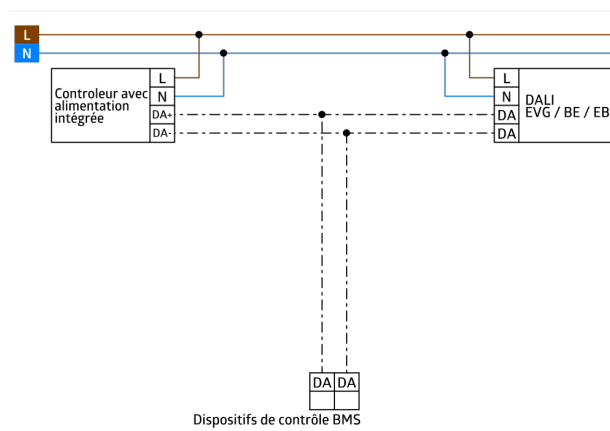 L
N
Controleur avec
alimentation
intégrée
L
N
DA+
DA-
L
N
DA
DA
DALI
EVG / BE / EB
DA DA
Dispositifs de contrôle BMS